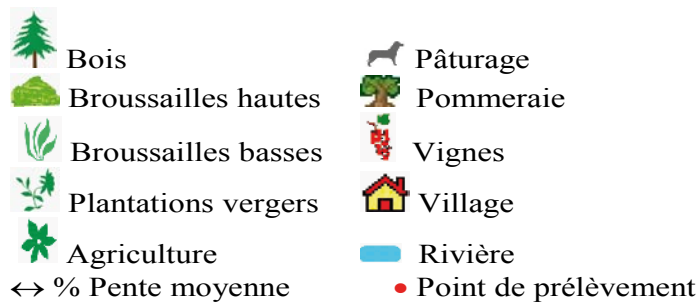 Bois
Pâturage
Broussailles hautes
Pommeraie
Broussailles basses
Vignes
Plantations vergers
Village
Agriculture
Rivière
↔ % Pente moyenne
Point de prélèvement